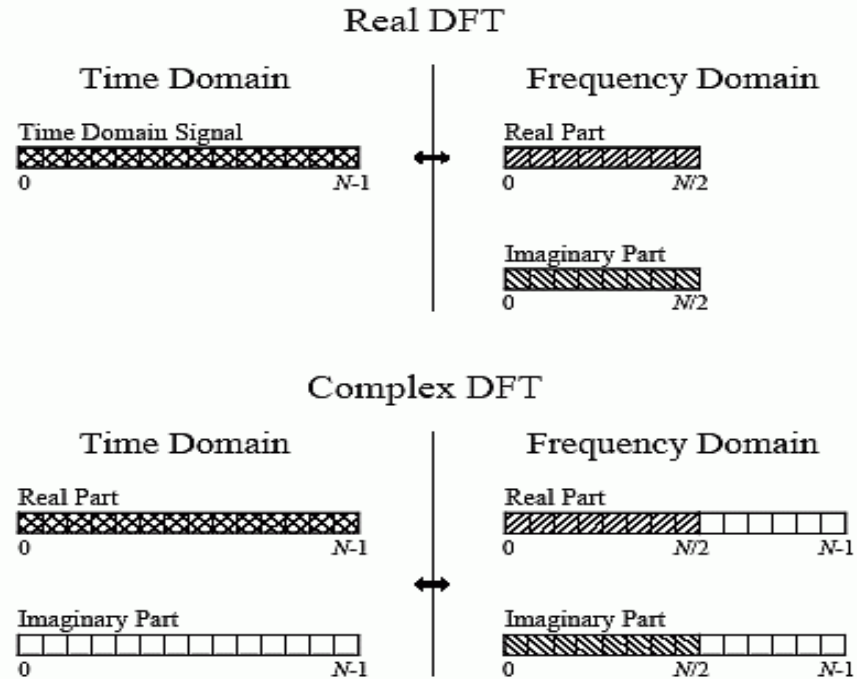 Real DFT
Time Domain
Frequency Domain
Time Domain Signal
0 N-1
Real Part
0 N/2
Imaginary Part
0 N/2
Complex DFT
Time Domain
Frequency Domain
Real Part
0 N-1
Real Part
0 N/2 N-1
Imaginary Part
0 N-1
Imaginary Part
0 N/2 N-1